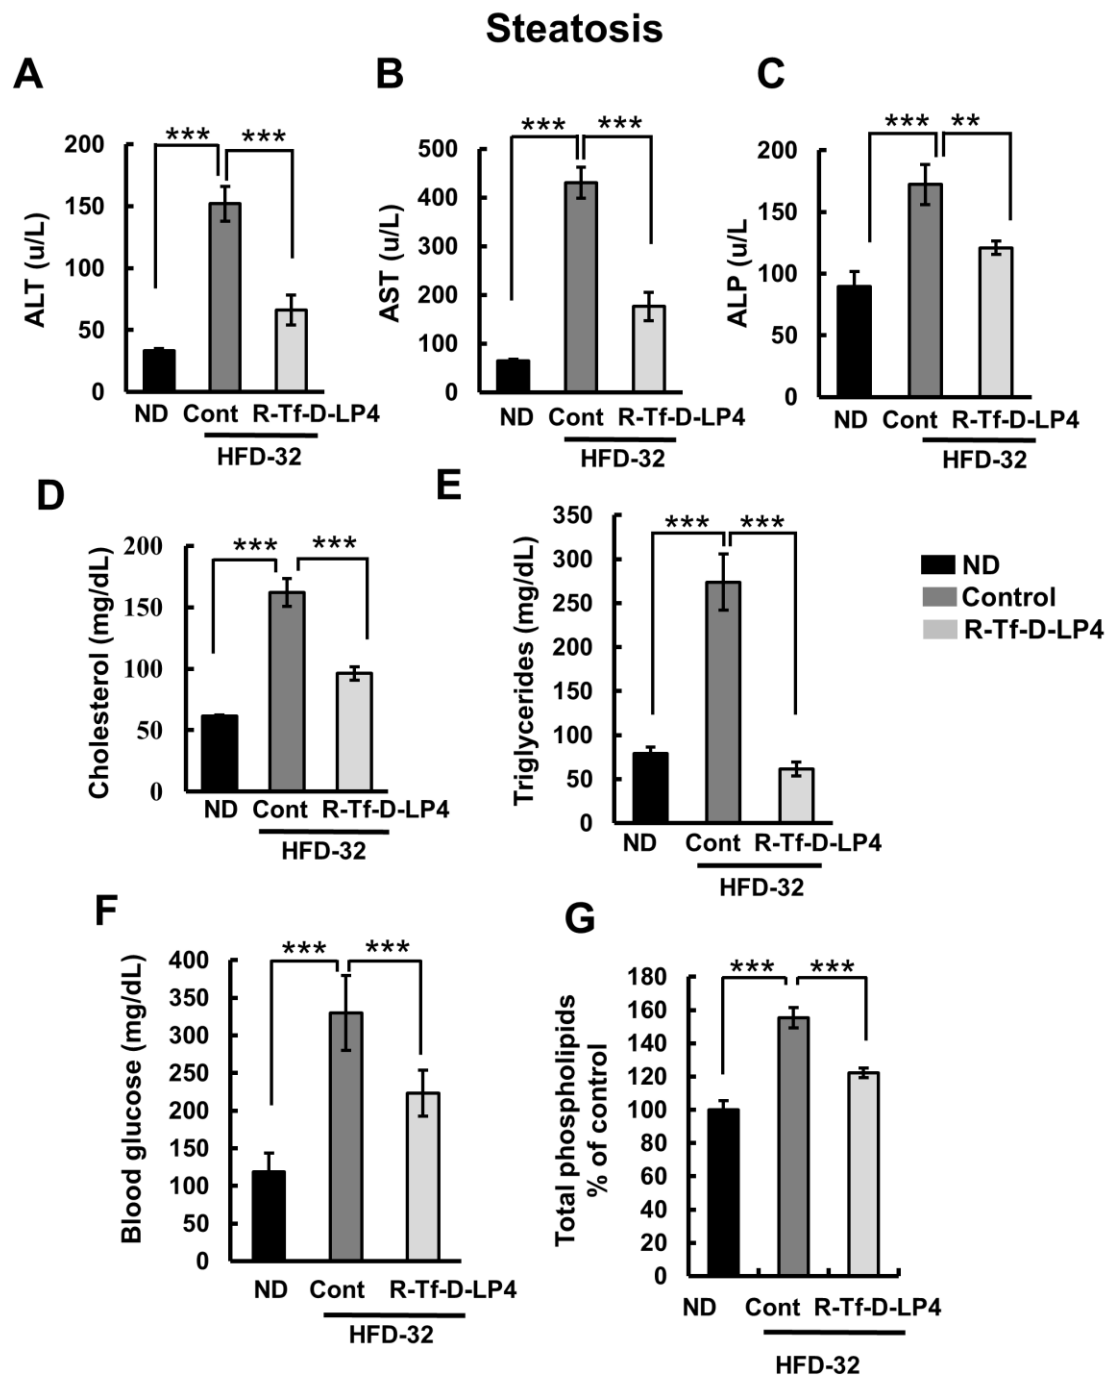 Steatosis
A
ALT (u/L)
200
150
100
50
0
*** ***
ND Cont R-Tf-D-LP4
HFD-32
B
AST (u/L)
500
400
300
200
100
0
*** ***
ND Cont R-Tf-D-LP4
HFD-32
C
ALP (u/L
200
150
100
50
0
*** **
ND Cont R-Tf-D-LP4
HFD-32
D
Cholesterol (mg/dL)
200
150
100
50
0
*** ***
ND Cont R-Tf-D-LP4
HFD-32
E
Triglycerides (mg/dL)
350
300
250
200
150
100
50
0
*** ***
ND Cont R-Tf-D-LP4
HFD-32
ND
Control
R-Tf-D-LP4
F
Blood glucose (mg/dL)
400
350
300
250
200
150
100
50
0
*** ***
ND Cont R-Tf-D-LP4
HFD-32
G
Total phospholipids
% of control
180
160
140
120
100
80
60
40
20
0
*** ***
ND Cont R-Tf-D-LP4
HFD-32